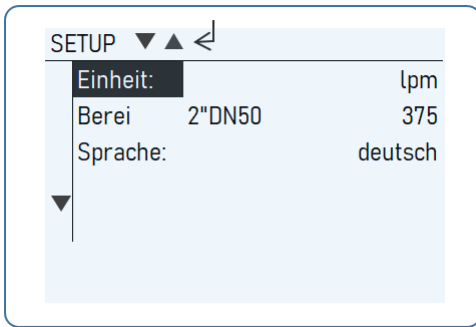 SETUP ▼ ▲ ↵
Einheit: lpm
Berei 2"DN50 375
Sprache: deutsch
▼